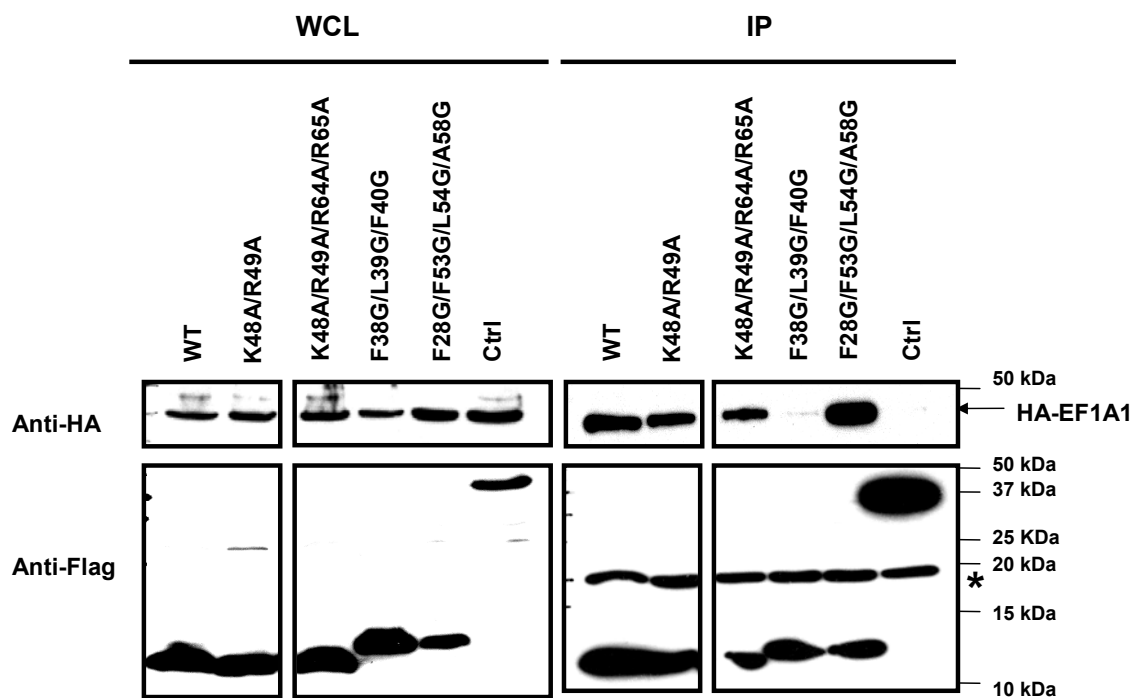 WCL
IP
WT
K48A/R49A
K48A/R49A/R64A/R65A
F38G/L39G/F40G
F28G/F53G/L54G/A58G
Ctrl
WT
K48A/R49A
K48A/R49A/R64A/R65A
F38G/L39G/F40G
F28G/F53G/L54G/A58G
Ctrl
Anti-HA
50 kDa
HA-EF1A1
Anti-Flag
50 kDa
37 kDa
25 KDa
20 kDa
*
15 kDa
10 kDa